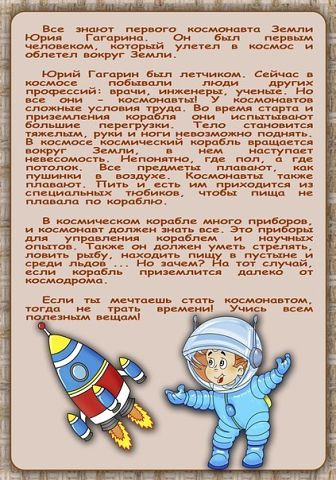 Все знают первого космонавта Земли
Юрия Гагарина. Он был первым
человеком, который улетел в космос и
облетел вокруг Земли.
Юрий Гагарин был летчиком. Сейчас в
космосе побывали люди других
профессий: врачи, инженеры, ученые. Но
все они - космонавты! У космонавтов
сложные условия труда. Во время старта и
приземления корабля они испытывают
большие перегрузки. Тело становится
тяжелым, руки и ноги невозможно поднять.
В космосе космический корабль вращается
вокруг Земли, в нем наступает
невесомость. Непонятно, где пол, а где
потолок. Все предметы плавают, как
пушинки в воздухе. Космонавты также
плавают. Пить и есть им приходится из
специальных тюбиков, чтобы пища не
плавала по кораблю.
В космическом корабле много приборов,
и космонавт должен знать все. Это приборы
для управления кораблем и научных
опытов. Также он должен уметь стрелять,
ловить рыбу, находить пищу в пустыне и
среди льдов ... Но зачем? На тот случай,
если корабль приземлится далеко от
космодрома.
Если ты мечтаешь стать космонавтом,
тогда не трать времени! Учись всем
полезным вещам!